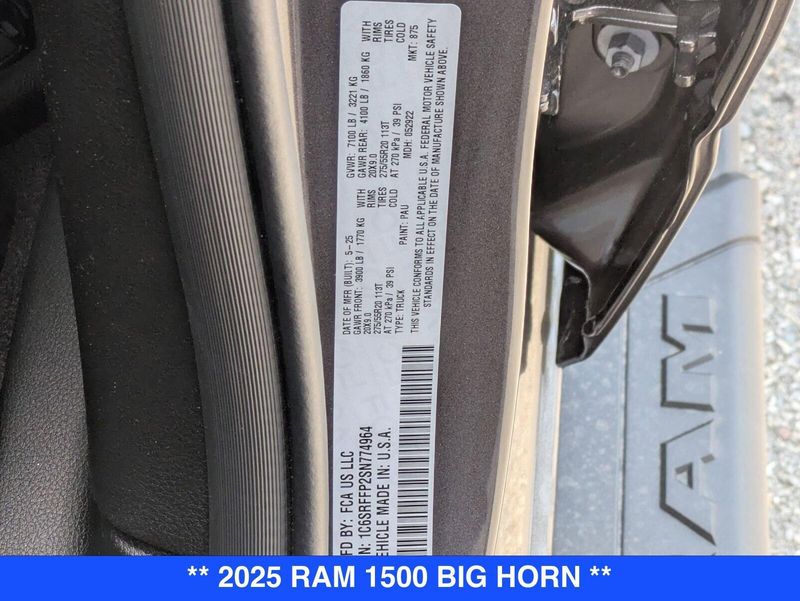 MFD BY: FCA US LLC
DATE OF MFR (BUILT): 5-25
GVWR: 7100 LB / 3221 KG
GAWR FRONT: 3900 LB / 1770 KG WITH
GAWR REAR: 4100 LB / 1860 KG WITH
20X9.0 RIMS
20X9.0 RIMS
275/55R20 113T TIRES
275/55R20 113T TIRES
AT 270 kPa / 39 PSI COLD
AT 270 kPa / 39 PSI COLD
TYPE: TRUCK PAINT: PAU MDH: 052922 MKT: 875
THIS VEHICLE CONFORMS TO ALL APPLICABLE U.S.A. FEDERAL MOTOR VEHICLE SAFETY
STANDARDS IN EFFECT ON THE DATE OF MANUFACTURE SHOWN ABOVE.
IN: 1C6SRFFP2SN774964
VEHICLE MADE IN: U.S.A.
RAM
** 2025 RAM 1500 BIG HORN **